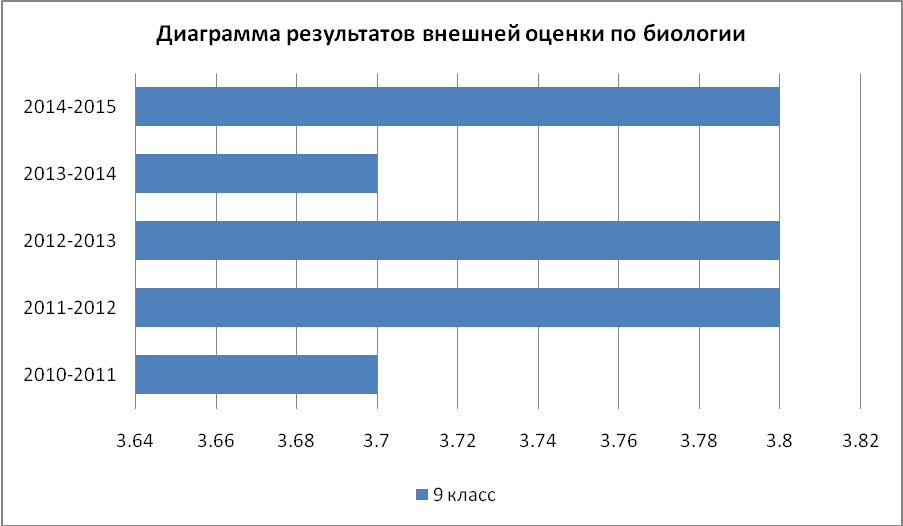 Диаграмма результатов внешней оценки по биологии
2014-2015
2013-2014
2012-2013
2011-2012
2010-2011
3.64 3.66 3.68 3.7 3.72 3.74 3.76 3.78 3.8 3.82
9 класс